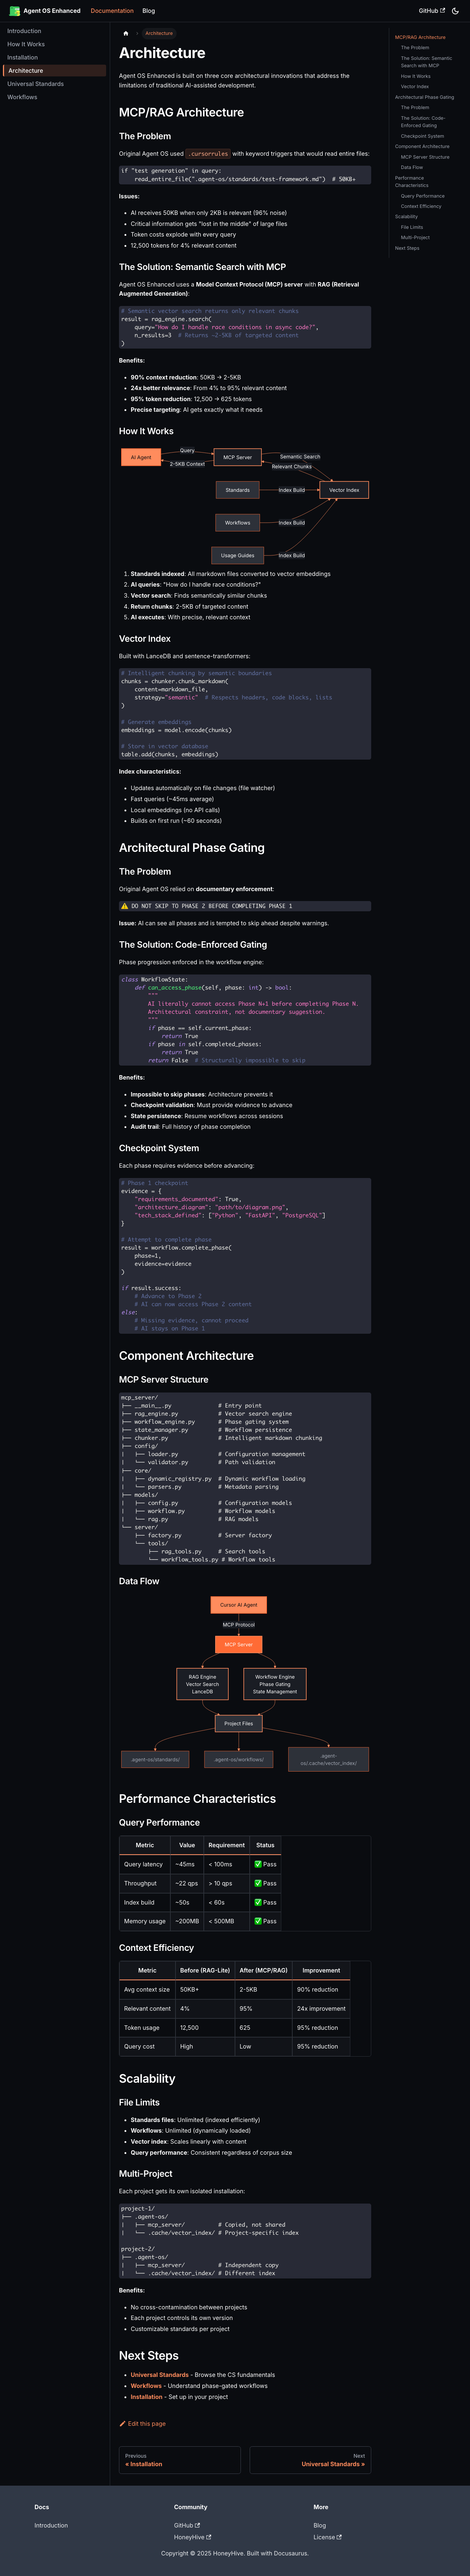 Agent OS Enhanced
Documentation
Blog
GitHub
Introduction
How It Works
Installation
Architecture
Universal Standards
Workflows
Architecture
Architecture
Agent OS Enhanced is built on three core architectural innovations that address the
limitations of traditional AI-assisted development.
MCP/RAG Architecture
The Problem
Original Agent OS used .cursorrules with keyword triggers that would read entire files:
if "test generation" in query:
    read_entire_file(".agent-os/standards/test-framework.md")  # 50KB+
Issues:
• AI receives 50KB when only 2KB is relevant (96% noise)
• Critical information gets "lost in the middle" of large files
• Token costs explode with every query
• 12,500 tokens for 4% relevant content
The Solution: Semantic Search with MCP
Agent OS Enhanced uses a Model Context Protocol (MCP) server with RAG (Retrieval
Augmented Generation):
# Semantic vector search returns only relevant chunks
result = rag_engine.search(
    query="How do I handle race conditions in async code?",
    n_results=3  # Returns ~2-5KB of targeted content
)
Benefits:
• 90% context reduction: 50KB → 2-5KB
• 24x better relevance: From 4% to 95% relevant content
• 95% token reduction: 12,500 → 625 tokens
• Precise targeting: AI gets exactly what it needs
How It Works
AI Agent
Query
2-5KB Context
MCP Server
Semantic Search
Relevant Chunks
Standards
Index Build
Vector Index
Workflows
Index Build
Usage Guides
Index Build
1. Standards indexed: All markdown files converted to vector embeddings
2. AI queries: "How do I handle race conditions?"
3. Vector search: Finds semantically similar chunks
4. Return chunks: 2-5KB of targeted content
5. AI executes: With precise, relevant context
Vector Index
Built with LanceDB and sentence-transformers:
# Intelligent chunking by semantic boundaries
chunks = chunker.chunk_markdown(
    content=markdown_file,
    strategy="semantic"  # Respects headers, code blocks, lists
)
# Generate embeddings
embeddings = model.encode(chunks)
# Store in vector database
table.add(chunks, embeddings)
Index characteristics:
• Updates automatically on file changes (file watcher)
• Fast queries (~45ms average)
• Local embeddings (no API calls)
• Builds on first run (~60 seconds)
Architectural Phase Gating
The Problem
Original Agent OS relied on documentary enforcement:
⚠️ DO NOT SKIP TO PHASE 2 BEFORE COMPLETING PHASE 1
Issue: AI can see all phases and is tempted to skip ahead despite warnings.
The Solution: Code-Enforced Gating
Phase progression enforced in the workflow engine:
class WorkflowState:
    def can_access_phase(self, phase: int) -> bool:
        """
        AI literally cannot access Phase N+1 before completing Phase N.
        Architectural constraint, not documentary suggestion.
        """
        if phase == self.current_phase:
            return True
        if phase in self.completed_phases:
            return True
        return False  # Structurally impossible to skip
Benefits:
• Impossible to skip phases: Architecture prevents it
• Checkpoint validation: Must provide evidence to advance
• State persistence: Resume workflows across sessions
• Audit trail: Full history of phase completion
Checkpoint System
Each phase requires evidence before advancing:
# Phase 1 checkpoint
evidence = {
    "requirements_documented": True,
    "architecture_diagram": "path/to/diagram.png",
    "tech_stack_defined": ["Python", "FastAPI", "PostgreSQL"]
}
# Attempt to complete phase
result = workflow.complete_phase(
    phase=1,
    evidence=evidence
)
if result.success:
    # Advance to Phase 2
    # AI can now access Phase 2 content
else:
    # Missing evidence, cannot proceed
    # AI stays on Phase 1
Component Architecture
MCP Server Structure
mcp_server/
├── __main__.py              # Entry point
├── rag_engine.py            # Vector search engine
├── workflow_engine.py       # Phase gating system
├── state_manager.py         # Workflow persistence
├── chunker.py               # Intelligent markdown chunking
├── config/
│   ├── loader.py            # Configuration management
│   └── validator.py         # Path validation
├── core/
│   ├── dynamic_registry.py  # Dynamic workflow loading
│   └── parsers.py           # Metadata parsing
├── models/
│   ├── config.py            # Configuration models
│   ├── workflow.py          # Workflow models
│   └── rag.py               # RAG models
└── server/
    ├── factory.py           # Server factory
    └── tools/
        ├── rag_tools.py     # Search tools
        └── workflow_tools.py # Workflow tools
Data Flow
Cursor AI Agent
MCP Protocol
MCP Server
RAG Engine
Vector Search
LanceDB
Workflow Engine
Phase Gating
State Management
Project Files
.agent-os/standards/
.agent-os/workflows/
.agent-
os/.cache/vector_index/
Performance Characteristics
Query Performance
Metric Value Requirement Status
Query latency ~45ms < 100ms ✅ Pass
Throughput ~22 qps > 10 qps ✅ Pass
Index build ~50s < 60s ✅ Pass
Memory usage ~200MB < 500MB ✅ Pass
Context Efficiency
Metric Before (RAG-Lite) After (MCP/RAG) Improvement
Avg context size 50KB+ 2-5KB 90% reduction
Relevant content 4% 95% 24x improvement
Token usage 12,500 625 95% reduction
Query cost High Low 95% reduction
Scalability
File Limits
• Standards files: Unlimited (indexed efficiently)
• Workflows: Unlimited (dynamically loaded)
• Vector index: Scales linearly with content
• Query performance: Consistent regardless of corpus size
Multi-Project
Each project gets its own isolated installation:
project-1/
├── .agent-os/
│   ├── mcp_server/          # Copied, not shared
│   └── .cache/vector_index/ # Project-specific index
project-2/
├── .agent-os/
│   ├── mcp_server/          # Independent copy
│   └── .cache/vector_index/ # Different index
Benefits:
• No cross-contamination between projects
• Each project controls its own version
• Customizable standards per project
Next Steps
• Universal Standards - Browse the CS fundamentals
• Workflows - Understand phase-gated workflows
• Installation - Set up in your project
Edit this page
Previous
« Installation
Next
Universal Standards »
MCP/RAG Architecture
The Problem
The Solution: Semantic
Search with MCP
How It Works
Vector Index
Architectural Phase Gating
The Problem
The Solution: Code-
Enforced Gating
Checkpoint System
Component Architecture
MCP Server Structure
Data Flow
Performance
Characteristics
Query Performance
Context Efficiency
Scalability
File Limits
Multi-Project
Next Steps
Docs
Introduction
Community
GitHub
HoneyHive
More
Blog
License
Copyright © 2025 HoneyHive. Built with Docusaurus.